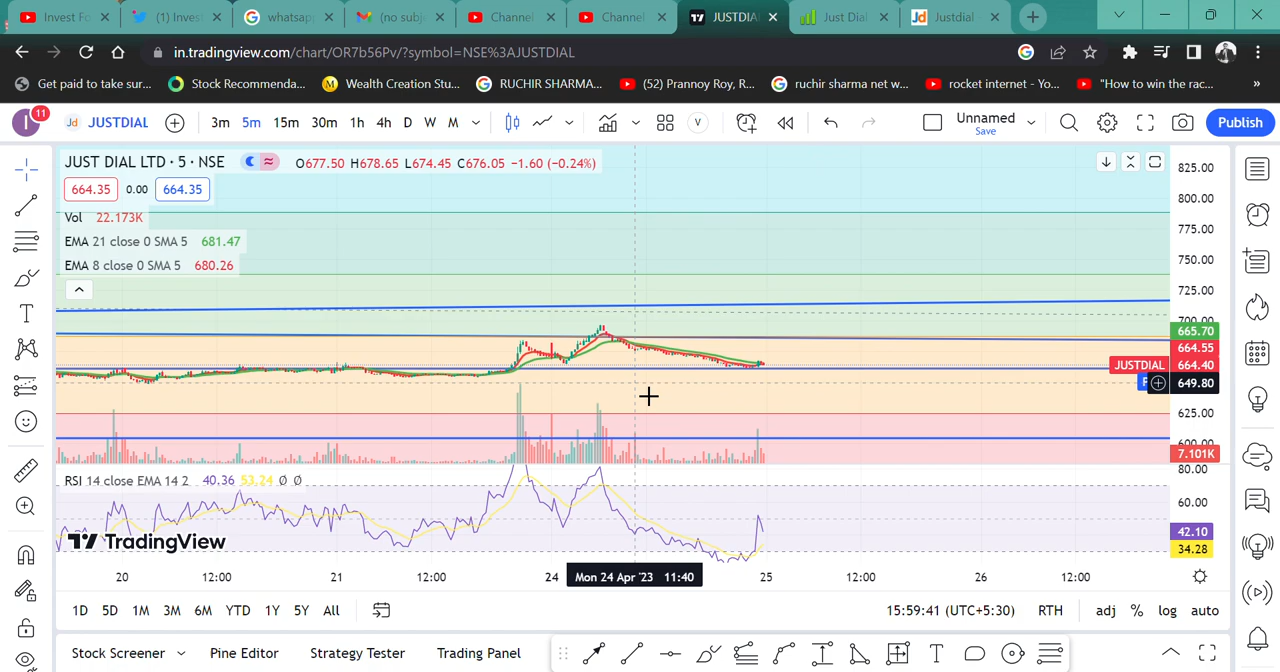 Invest Fo
(1) Invest
whatsapp
(no subje
Channel
Channel
JUSTDIA
Just Dial
Justdial
in.tradingview.com/chart/OR7b56Pv/?symbol=NSE%3AJUSTDIAL
Get paid to take sur...
Stock Recommenda...
Wealth Creation Stu...
RUCHIR SHARMA...
(52) Prannoy Roy, R...
ruchir sharma net w...
rocket internet - Yo...
"How to win the rac...
»
I
11
Jd JUSTDIAL
3m 5m 15m 30m 1h 4h D W M
V
Unnamed
Save
Publish
JUST DIAL LTD · 5 · NSE
O677.50 H678.65 L674.45 C676.05 −1.60 (−0.24%)
664.35 0.00 664.35
Vol 22.173K
EMA 21 close 0 SMA 5 681.47
EMA 8 close 0 SMA 5 680.26
825.00
800.00
775.00
750.00
725.00
700.00
665.70
664.55
JUSTDIAL 664.40
649.80
625.00
600.00
7.101K
RSI 14 close EMA 14 2 40.36 53.24 Ø Ø
80.00
60.00
42.10
34.28
TradingView
20 12:00 21 12:00 24 Mon 24 Apr '23 11:40 25 12:00 26 12:00
1D 5D 1M 3M 6M YTD 1Y 5Y All
15:59:41 (UTC+5:30) RTH adj % log auto
Stock Screener Pine Editor Strategy Tester Trading Panel